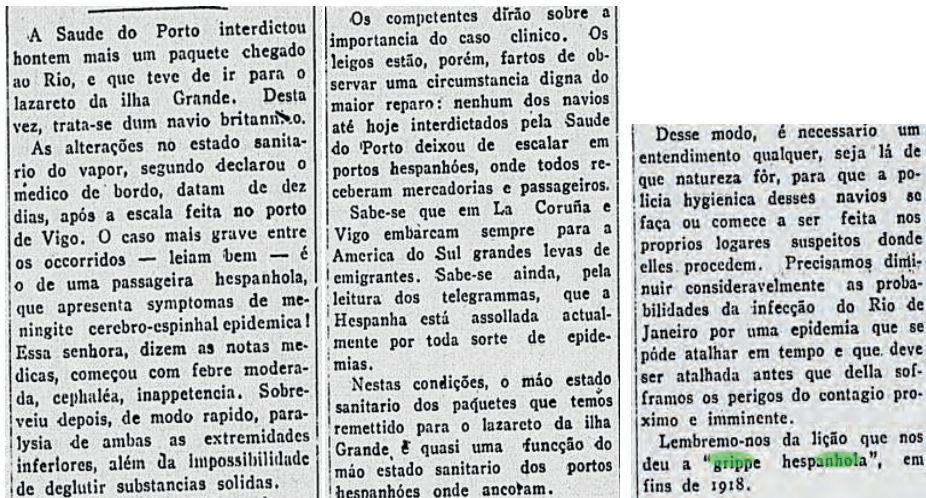 A Saude do Porto interdictou
hontem mais um paquete chegado
ao Rio, e que teve de ir para o
lazareto da ilha Grande. Desta
vez, trata-se dum navio britannico.
As alterações no estado sanita-
rio do vapor, segundo declarou o
medico de bordo, datam de dez
dias, após a escala feita no porto
de Vigo. O caso mais grave entre
os occorridos — leiam bem — é
o de uma passageira hespanhola,
que apresenta symptomas de me-
ningite cerebro-espinhal epidemica!
Essa senhora, dizem as notas me-
dicas, começou com febre modera-
da, cephaléa, inappetencia. Sobre-
veiu depois, de modo rapido, para-
lysia de ambas as extremidades
inferiores, além da impossibilidade
de deglutir substancias solidas.
Os competentes dirão sobre a
importancia do caso clinico. Os
leigos estão, porém, fartos de ob-
servar uma circumstancia digna do
maior reparo: nenhum dos navios
até hoje interdictados pela Saude
do Porto deixou de escalar em
portos hespanhóes, onde todos re-
ceberam mercadorias e passageiros.
Sabe-se que em La Coruña e
Vigo embarcam sempre para a
America do Sul grandes levas de
emigrantes. Sabe-se ainda, pela
leitura dos telegrammas, que a
Hespanha está assollada actual-
mente por toda sorte de epide-
mias.
Nestas condições, o máo estado
sanitario dos paquetes que temos
remettido para o lazareto da ilha
Grande é quasi uma funcção do
máo estado sanitario dos portos
hespanhóes onde ancoram.
Desse modo, é necessario um
entendimento qualquer, seja lá de
que natureza fôr, para que a po-
licia hygienica desses navios se
faça ou comece a ser feita nos
proprios logares suspeitos donde
elles procedem. Precisamos dimi-
nuir consideravelmente as proba-
bilidades da infecção do Rio de
Janeiro por uma epidemia que se
póde atalhar em tempo e que deve
ser atalhada antes que della sof-
framos os perigos do contagio pro-
ximo e imminente.
Lembremo-nos da lição que nos
deu a "grippe hespanhola", em
fins de 1918.